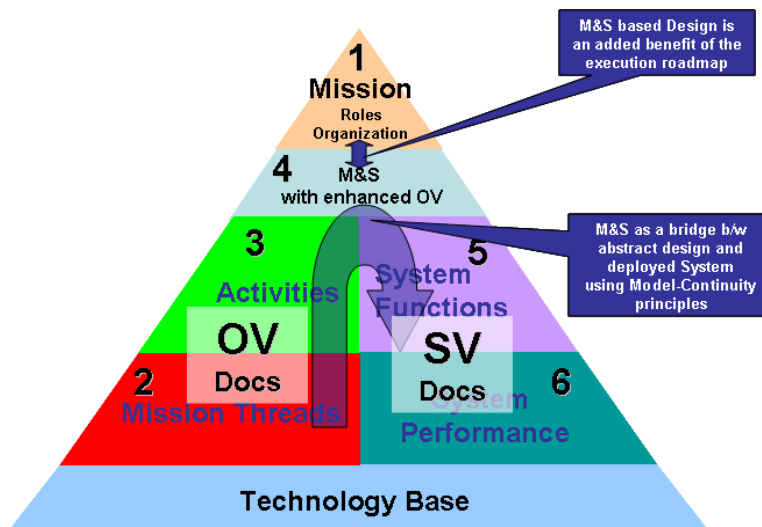 M&S based Design is
an added benefit of the
execution roadmap
1
Mission
Roles
Organization
4
M&S
with enhanced OV
3
Activities
5
System
Functions
M&S as a bridge b/w
abstract design and
deployed System
using Model-Continuity
principles
OV
Docs
SV
Docs
2
Mission Threads
6
System
Performance
Technology Base